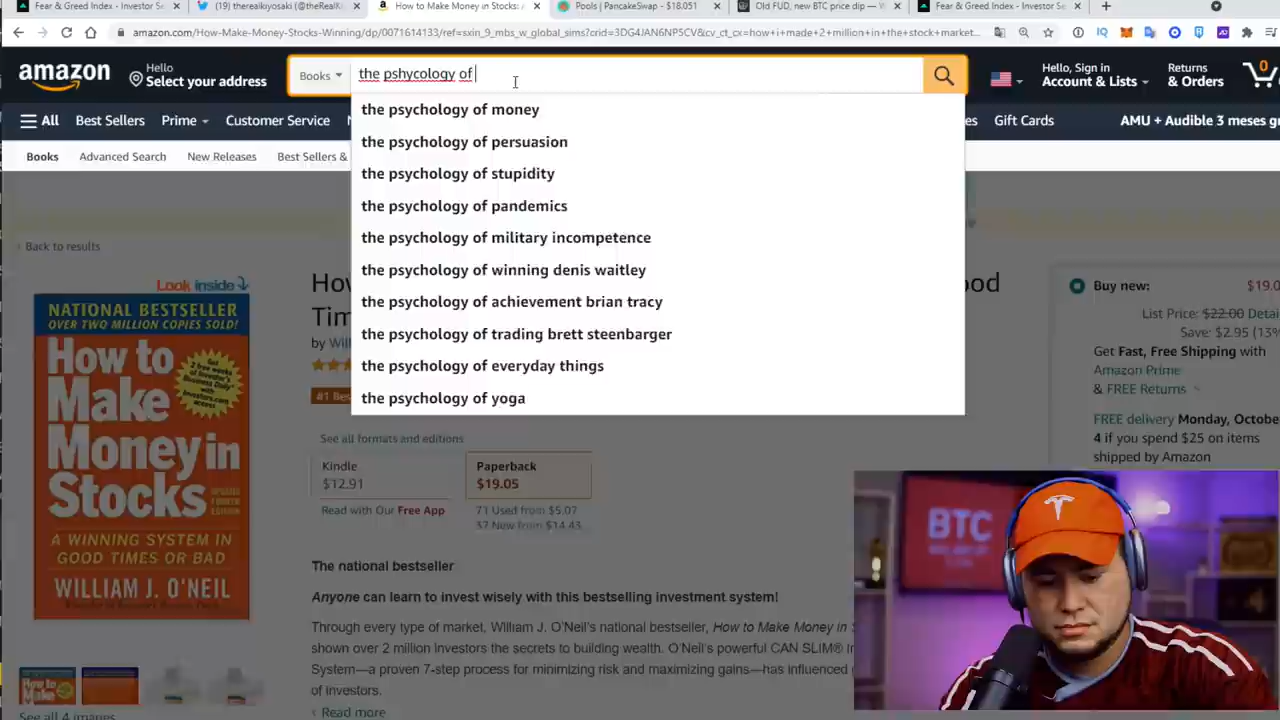 Fear & Greed Index - Investor Se
(19) therealkiyosaki (@theRealKi
How to Make Money in Stocks: A
Pools | PancakeSwap - $18.051
Old FUD, new BTC price dip — W
Fear & Greed Index - Investor Se
amazon.com/How-Make-Money-Stocks-Winning/dp/0071614133/ref=sxin_9_mbs_w_global_sims?crid=3DG4JAN6NP5CV&cv_ct_cx=how+i+made+2+million+in+the+stock+market...
amazon
Hello
Select your address
Books
the pshycology of
Hello, Sign in
Account & Lists
Returns
& Orders
0
All
Best Sellers
Prime
Customer Service
Gift Cards
AMU + Audible 3 meses g
Books
Advanced Search
New Releases
Best Sellers &
the psychology of money
the psychology of persuasion
the psychology of stupidity
the psychology of pandemics
the psychology of military incompetence
the psychology of winning denis waitley
the psychology of achievement brian tracy
the psychology of trading brett steenbarger
the psychology of everyday things
the psychology of yoga
Back to results
Look inside
NATIONAL BESTSELLER
OVER TWO MILLION COPIES SOLD!
How to
Make
Money in
Stocks
A WINNING SYSTEM IN
GOOD TIMES OR BAD
WILLIAM J. O'NEIL
How
ood
Tim
by Wil
#1 Bes
See all formats and editions
Kindle
$12.91
Read with Our Free App
Paperback
$19.05
71 Used from $5.07
37 New from $14.43
The national bestseller
Anyone can learn to invest wisely with this bestselling investment system!
Through every type of market, William J. O'Neil's national bestseller, How to Make Money in S
shown over 2 million investors the secrets to building wealth. O'Neil's powerful CAN SLIM® In
System—a proven 7-step process for minimizing risk and maximizing gains—has influenced
of investors.
Read more
See all 4 images
Buy new:
$19.0
List Price: $22.00 Detai
Save: $2.95 (13%
Get Fast, Free Shipping with
Amazon Prime
& FREE Returns
FREE delivery Monday, Octobe
4 if you spend $25 on items
shipped by Amazon
BTC